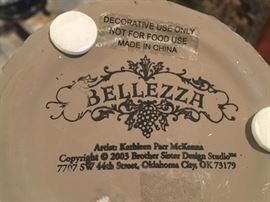 DECORATIVE USE ONLY
NOT FOR FOOD USE
MADE IN CHINA
BELLEZZA
Artist: Kathleen Parr McKenna
Copyright © 2003 Brother Sister Design Studio™
7707 SW 44th Street, Oklahoma City, OK 73179